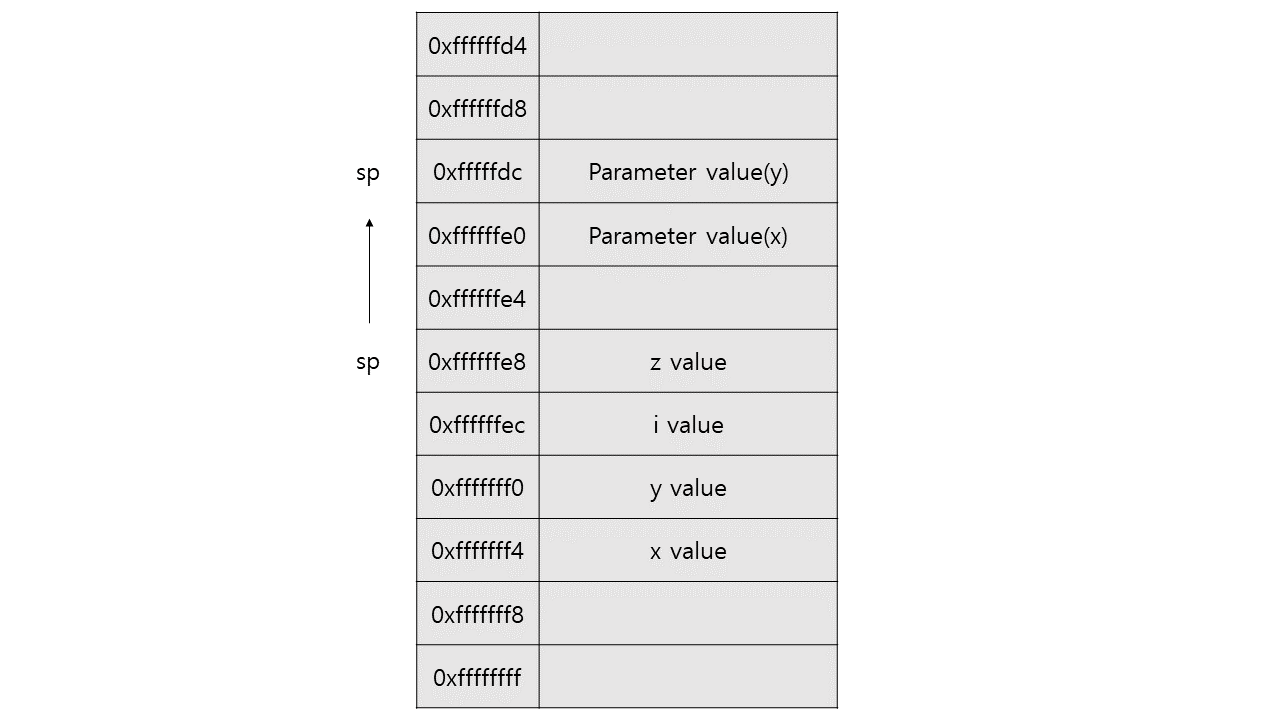 0xffffffd4
0xffffffd8
sp 0xfffffdc Parameter value(y)
0xffffffe0 Parameter value(x)
0xffffffe4
sp 0xffffffe8 z value
0xffffffec i value
0xfffffff0 y value
0xfffffff4 x value
0xfffffff8
0xffffffff